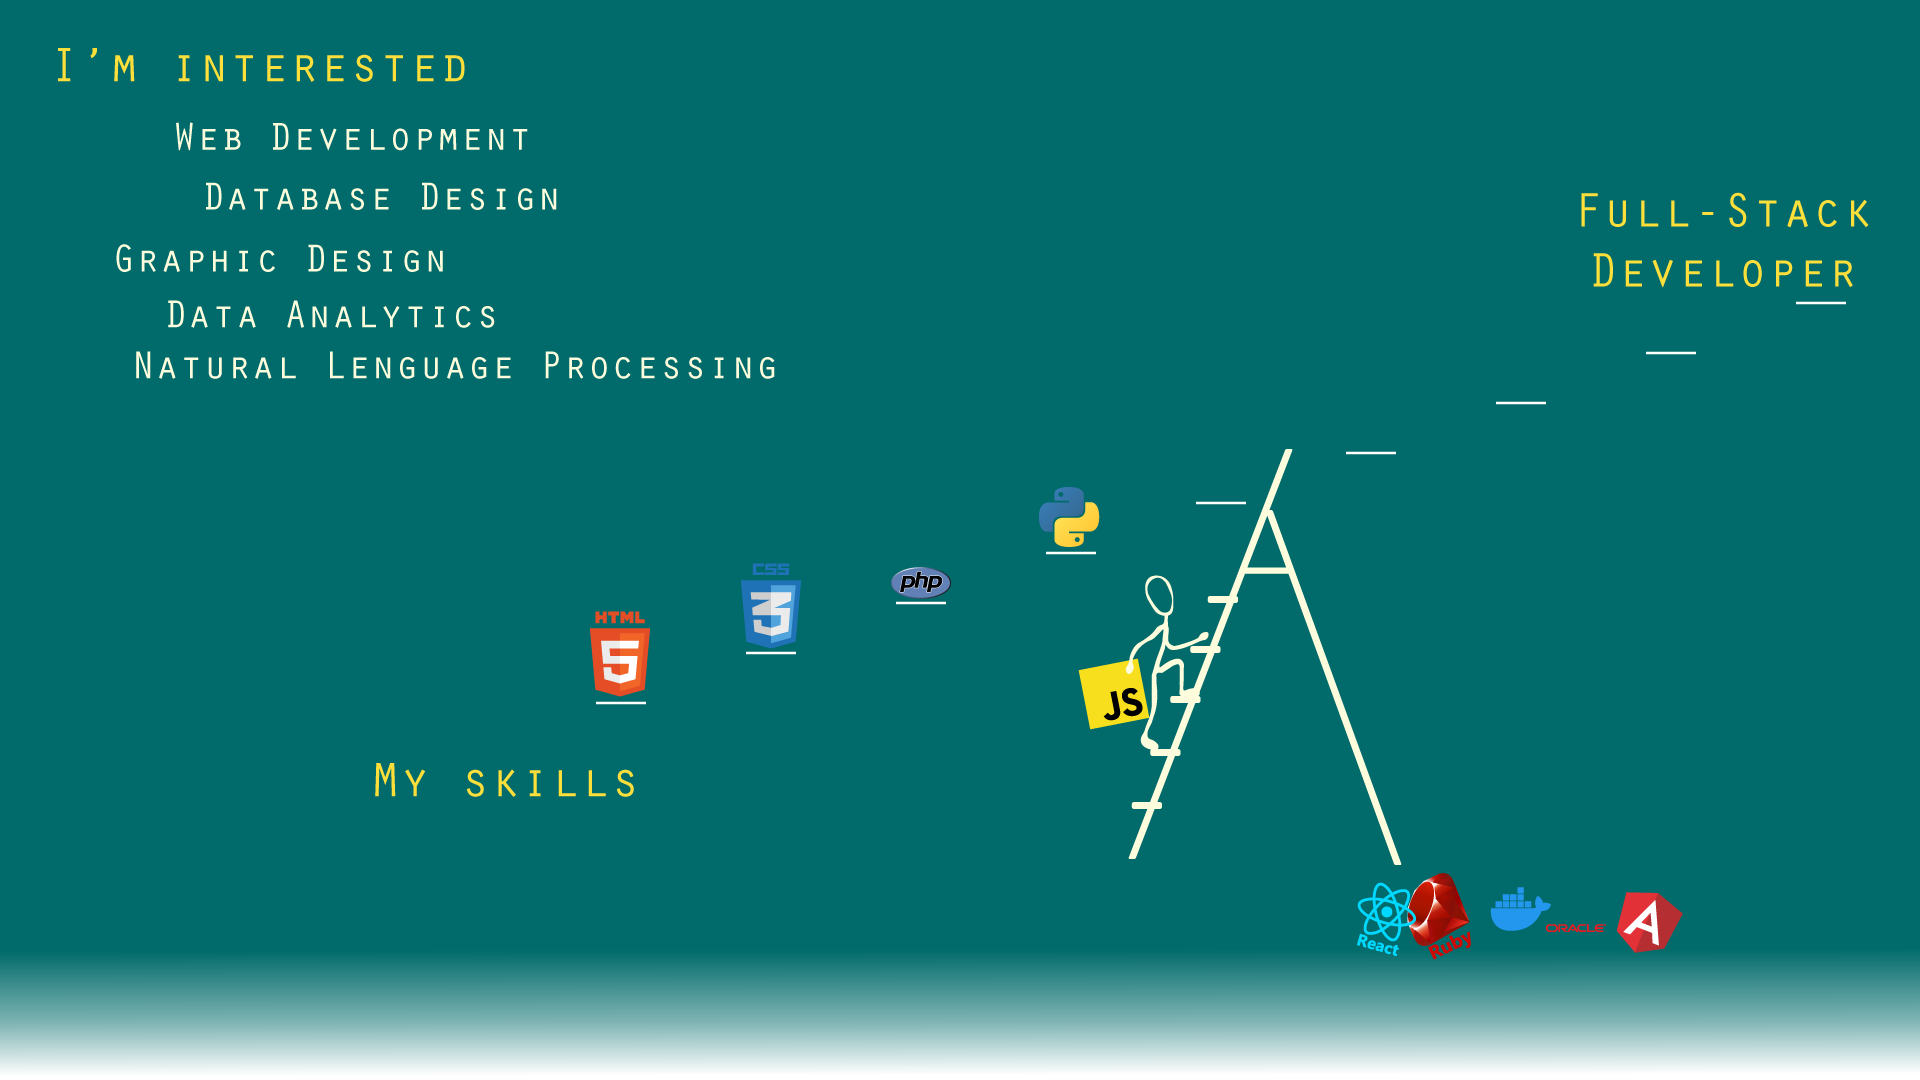 I'm interested
Web Development
Database Design
Graphic Design
Data Analytics
Natural Lenguage Processing
Full-Stack
Developer
HTML
5
CSS
3
php
JS
My skills
React
Ruby
ORACLE
A